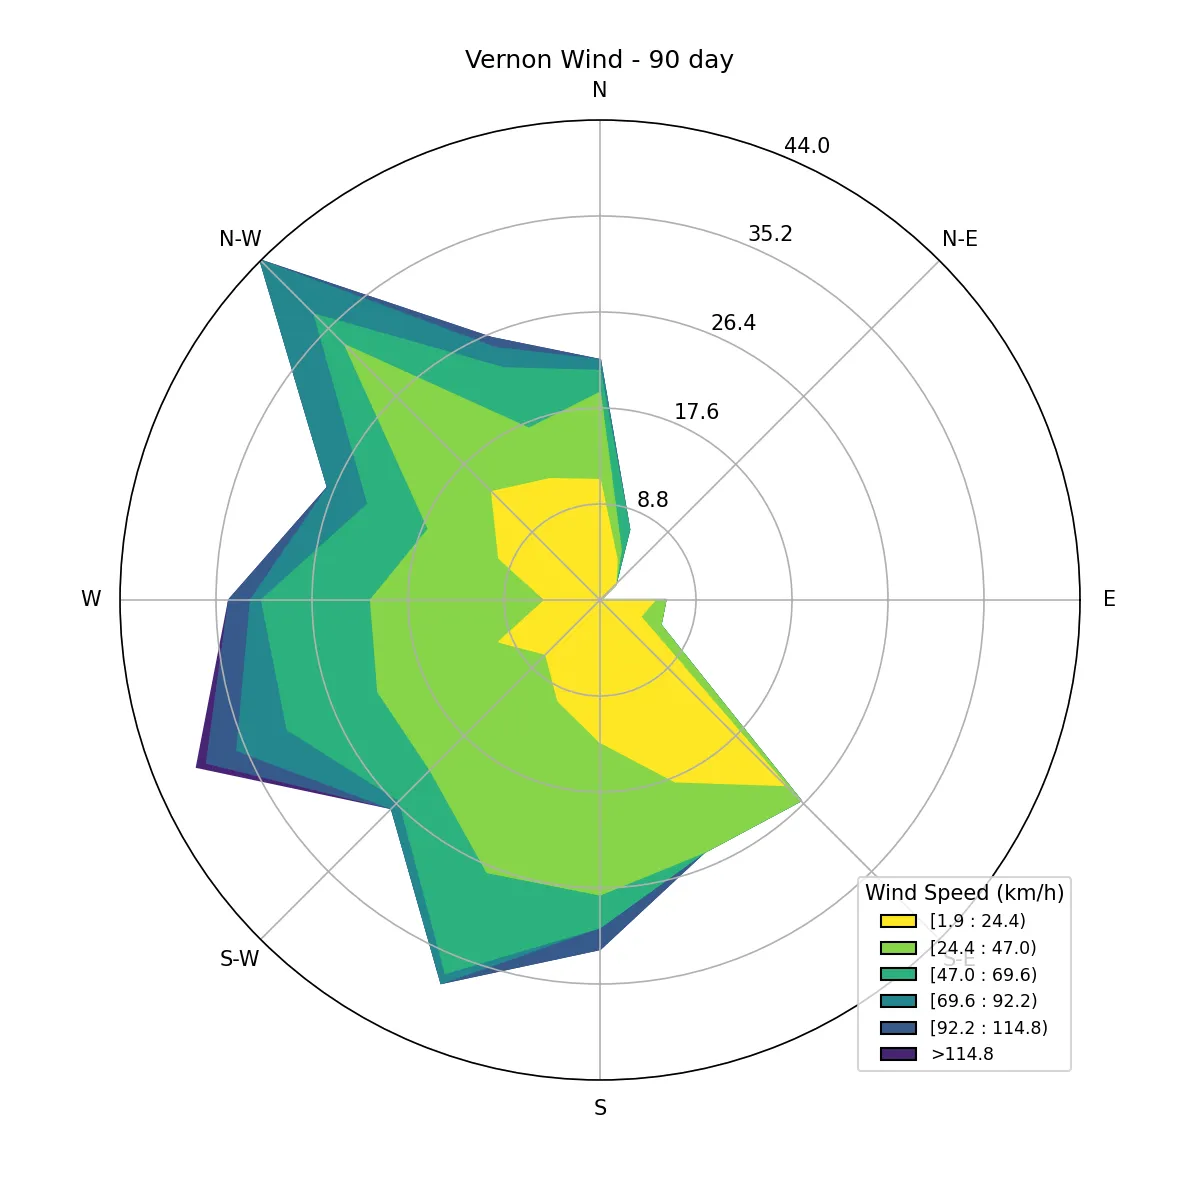 Vernon Wind - 90 day
N
44.0
35.2
N-W
N-E
26.4
17.6
8.8
W
E
Wind Speed (km/h)
[1.9 : 24.4)
[24.4 : 47.0)
S-W
S-E
[47.0 : 69.6)
[69.6 : 92.2)
[92.2 : 114.8)
>114.8
S